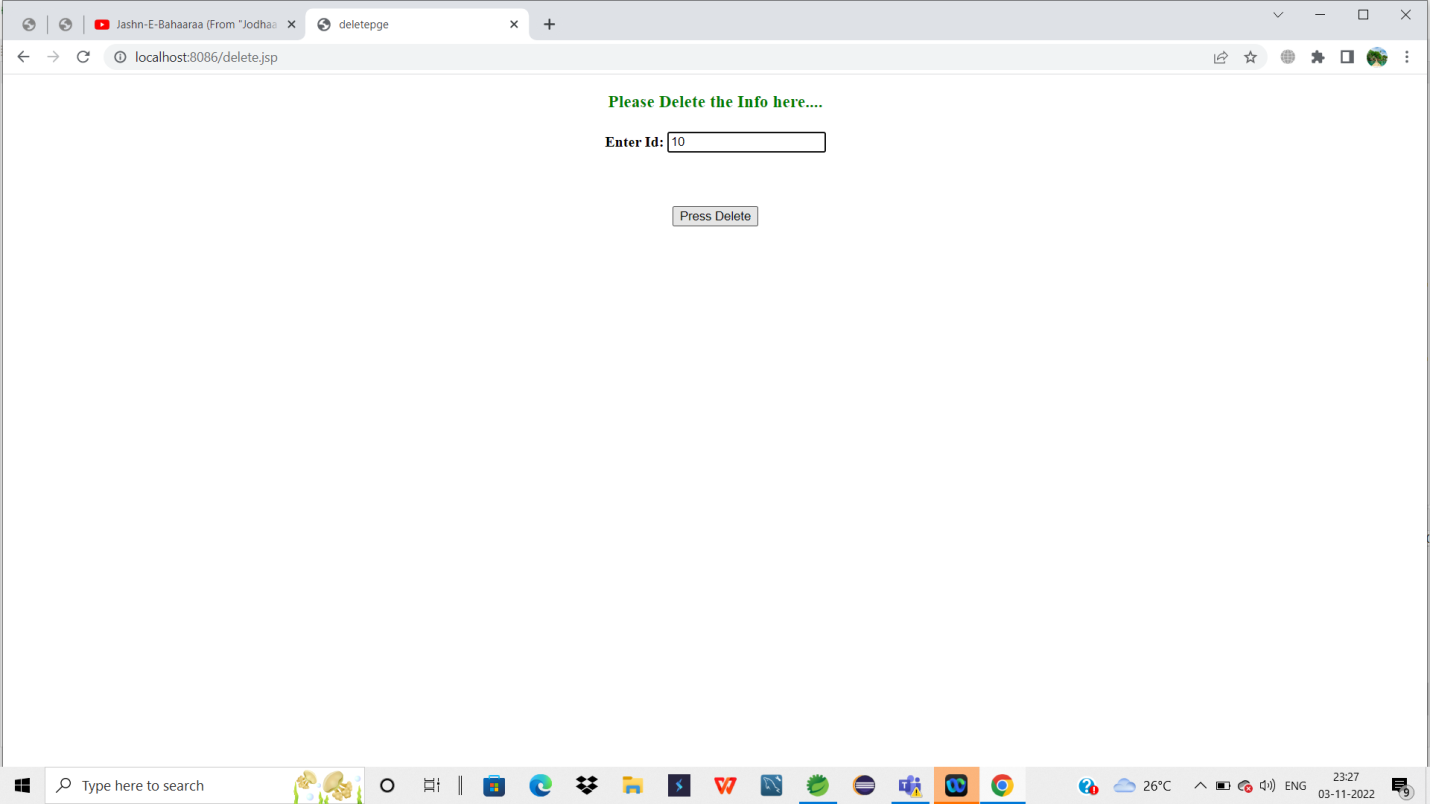 Jashn-E-Bahaaraa (From "Jodhaa
deletepge
localhost:8086/delete.jsp
Please Delete the Info here....
Enter Id: 10
Press Delete
Type here to search
26°C
ENG
23:27
03-11-2022
9